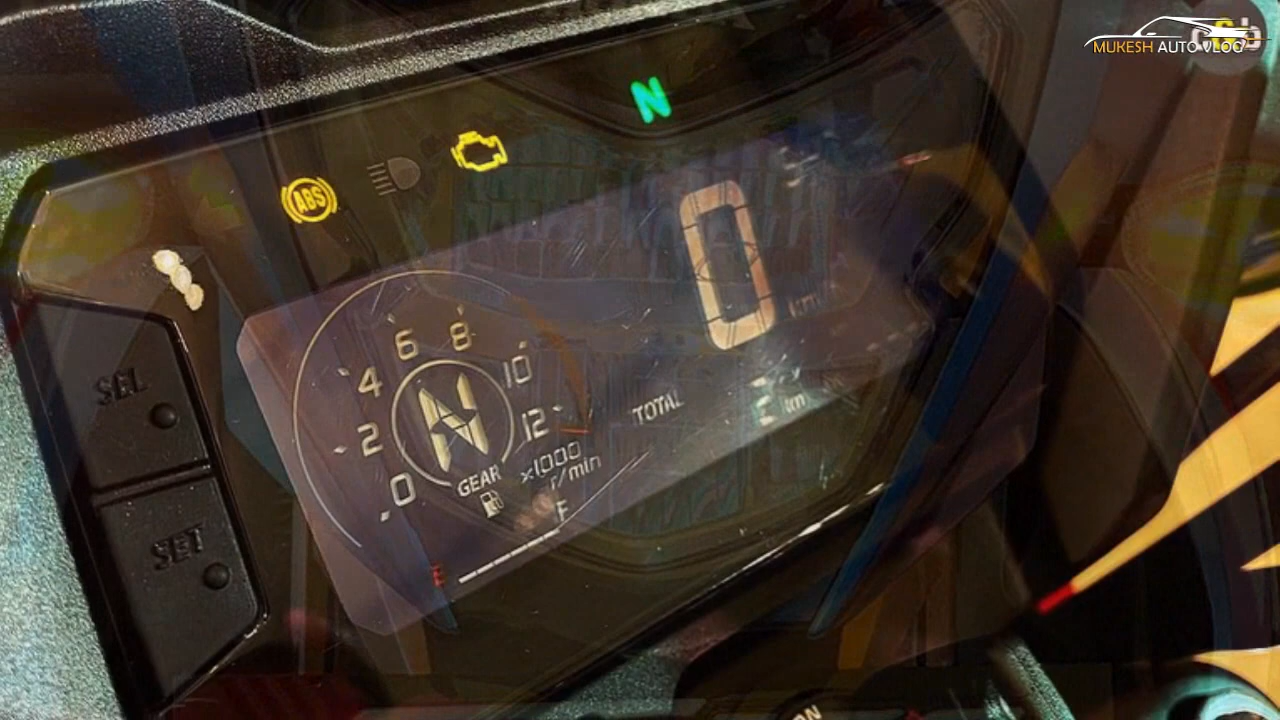 MUKESH AUTO VLOG
N
ABS
0
SEL
6 8
4 10
N
2 12
TOTAL 2 km
0 GEAR x1000
r/min
F
E
SET